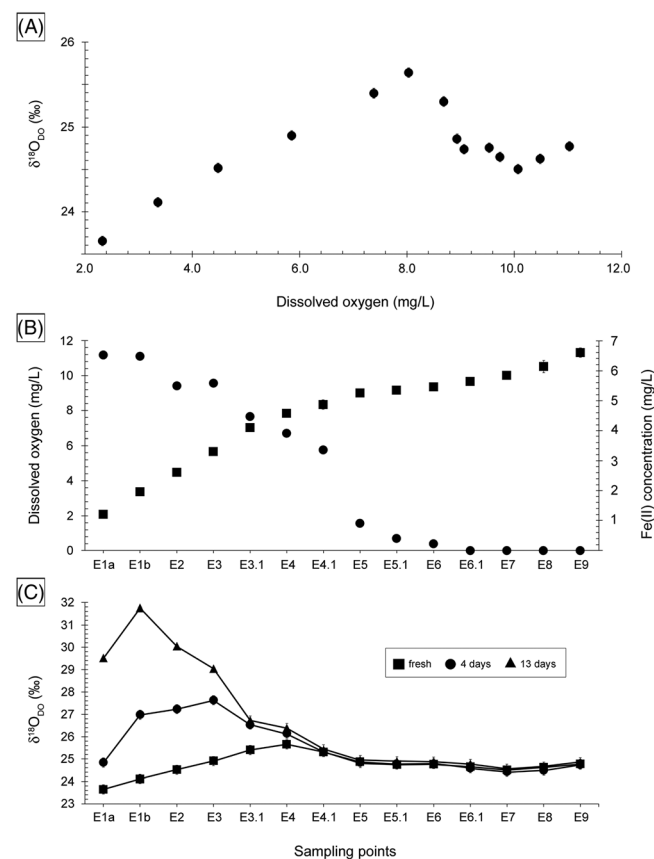 (A)
26
25
24
δ¹⁸O_DO (‰)
2.0 4.0 6.0 8.0 10.0 12.0
Dissolved oxygen (mg/L)
(B)
12 7
10 6
8 5
6 4
4 3
2 2
0 1
Dissolved oxygen (mg/L)
Fe(II) concentration (mg/L)
E1a E1b E2 E3 E3.1 E4 E4.1 E5 E5.1 E6 E6.1 E7 E8 E9
(C)
32
31
30
29
28
27
26
25
24
23
δ¹⁸O_DO (‰)
fresh 4 days 13 days
E1a E1b E2 E3 E3.1 E4 E4.1 E5 E5.1 E6 E6.1 E7 E8 E9
Sampling points